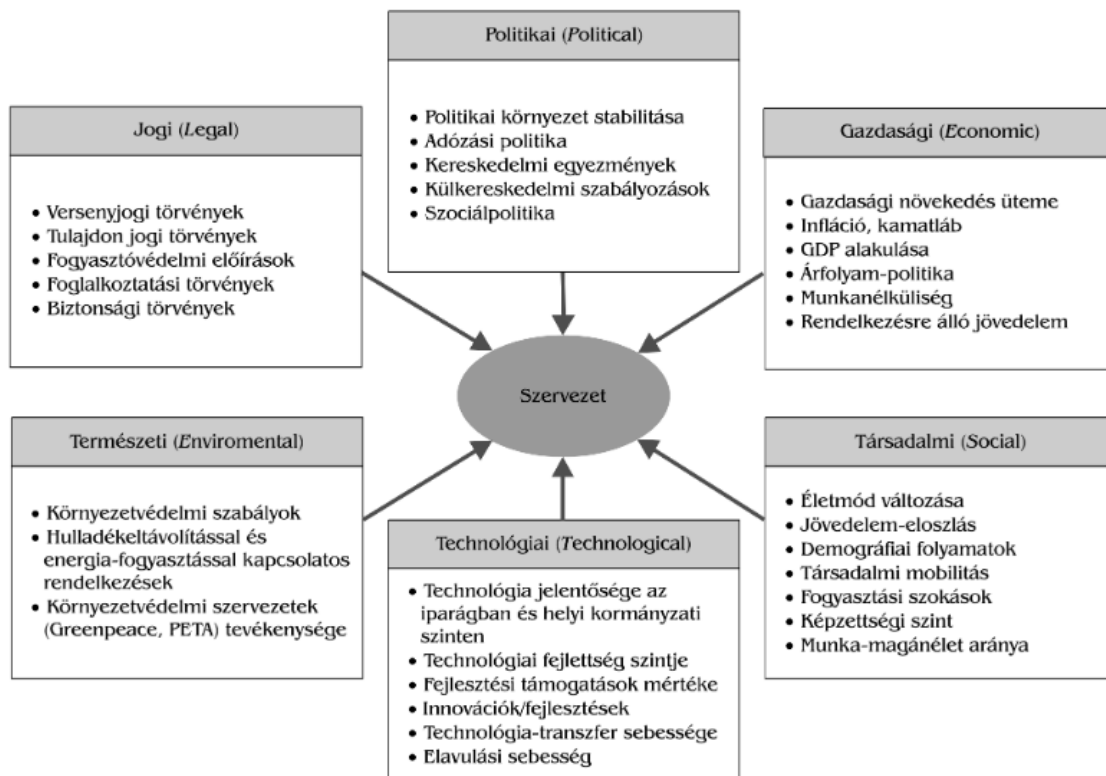 Politikai (Political)
• Politikai környezet stabilitása
• Adózási politika
• Kereskedelmi egyezmények
• Külkereskedelmi szabályozások
• Szociálpolitika
Jogi (Legal)
• Versenyjogi törvények
• Tulajdon jogi törvények
• Fogyasztóvédelmi előírások
• Foglalkoztatási törvények
• Biztonsági törvények
Gazdasági (Economic)
• Gazdasági növekedés üteme
• Infláció, kamatláb
• GDP alakulása
• Árfolyam-politika
• Munkanélküliség
• Rendelkezésre álló jövedelem
Szervezet
Természeti (Enviromental)
• Környezetvédelmi szabályok
• Hulladékeltávolítással és
energia-fogyasztással kapcsolatos
rendelkezések
• Környezetvédelmi szervezetek
(Greenpeace, PETA) tevékenysége
Technológiai (Technological)
• Technológia jelentősége az
iparágban és helyi kormányzati
szinten
• Technológiai fejlettség szintje
• Fejlesztési támogatások mértéke
• Innovációk/fejlesztések
• Technológia-transzfer sebessége
• Elavulási sebesség
Társadalmi (Social)
• Életmód változása
• Jövedelem-eloszlás
• Demográfiai folyamatok
• Társadalmi mobilitás
• Fogyasztási szokások
• Képzettségi szint
• Munka-magánélet aránya